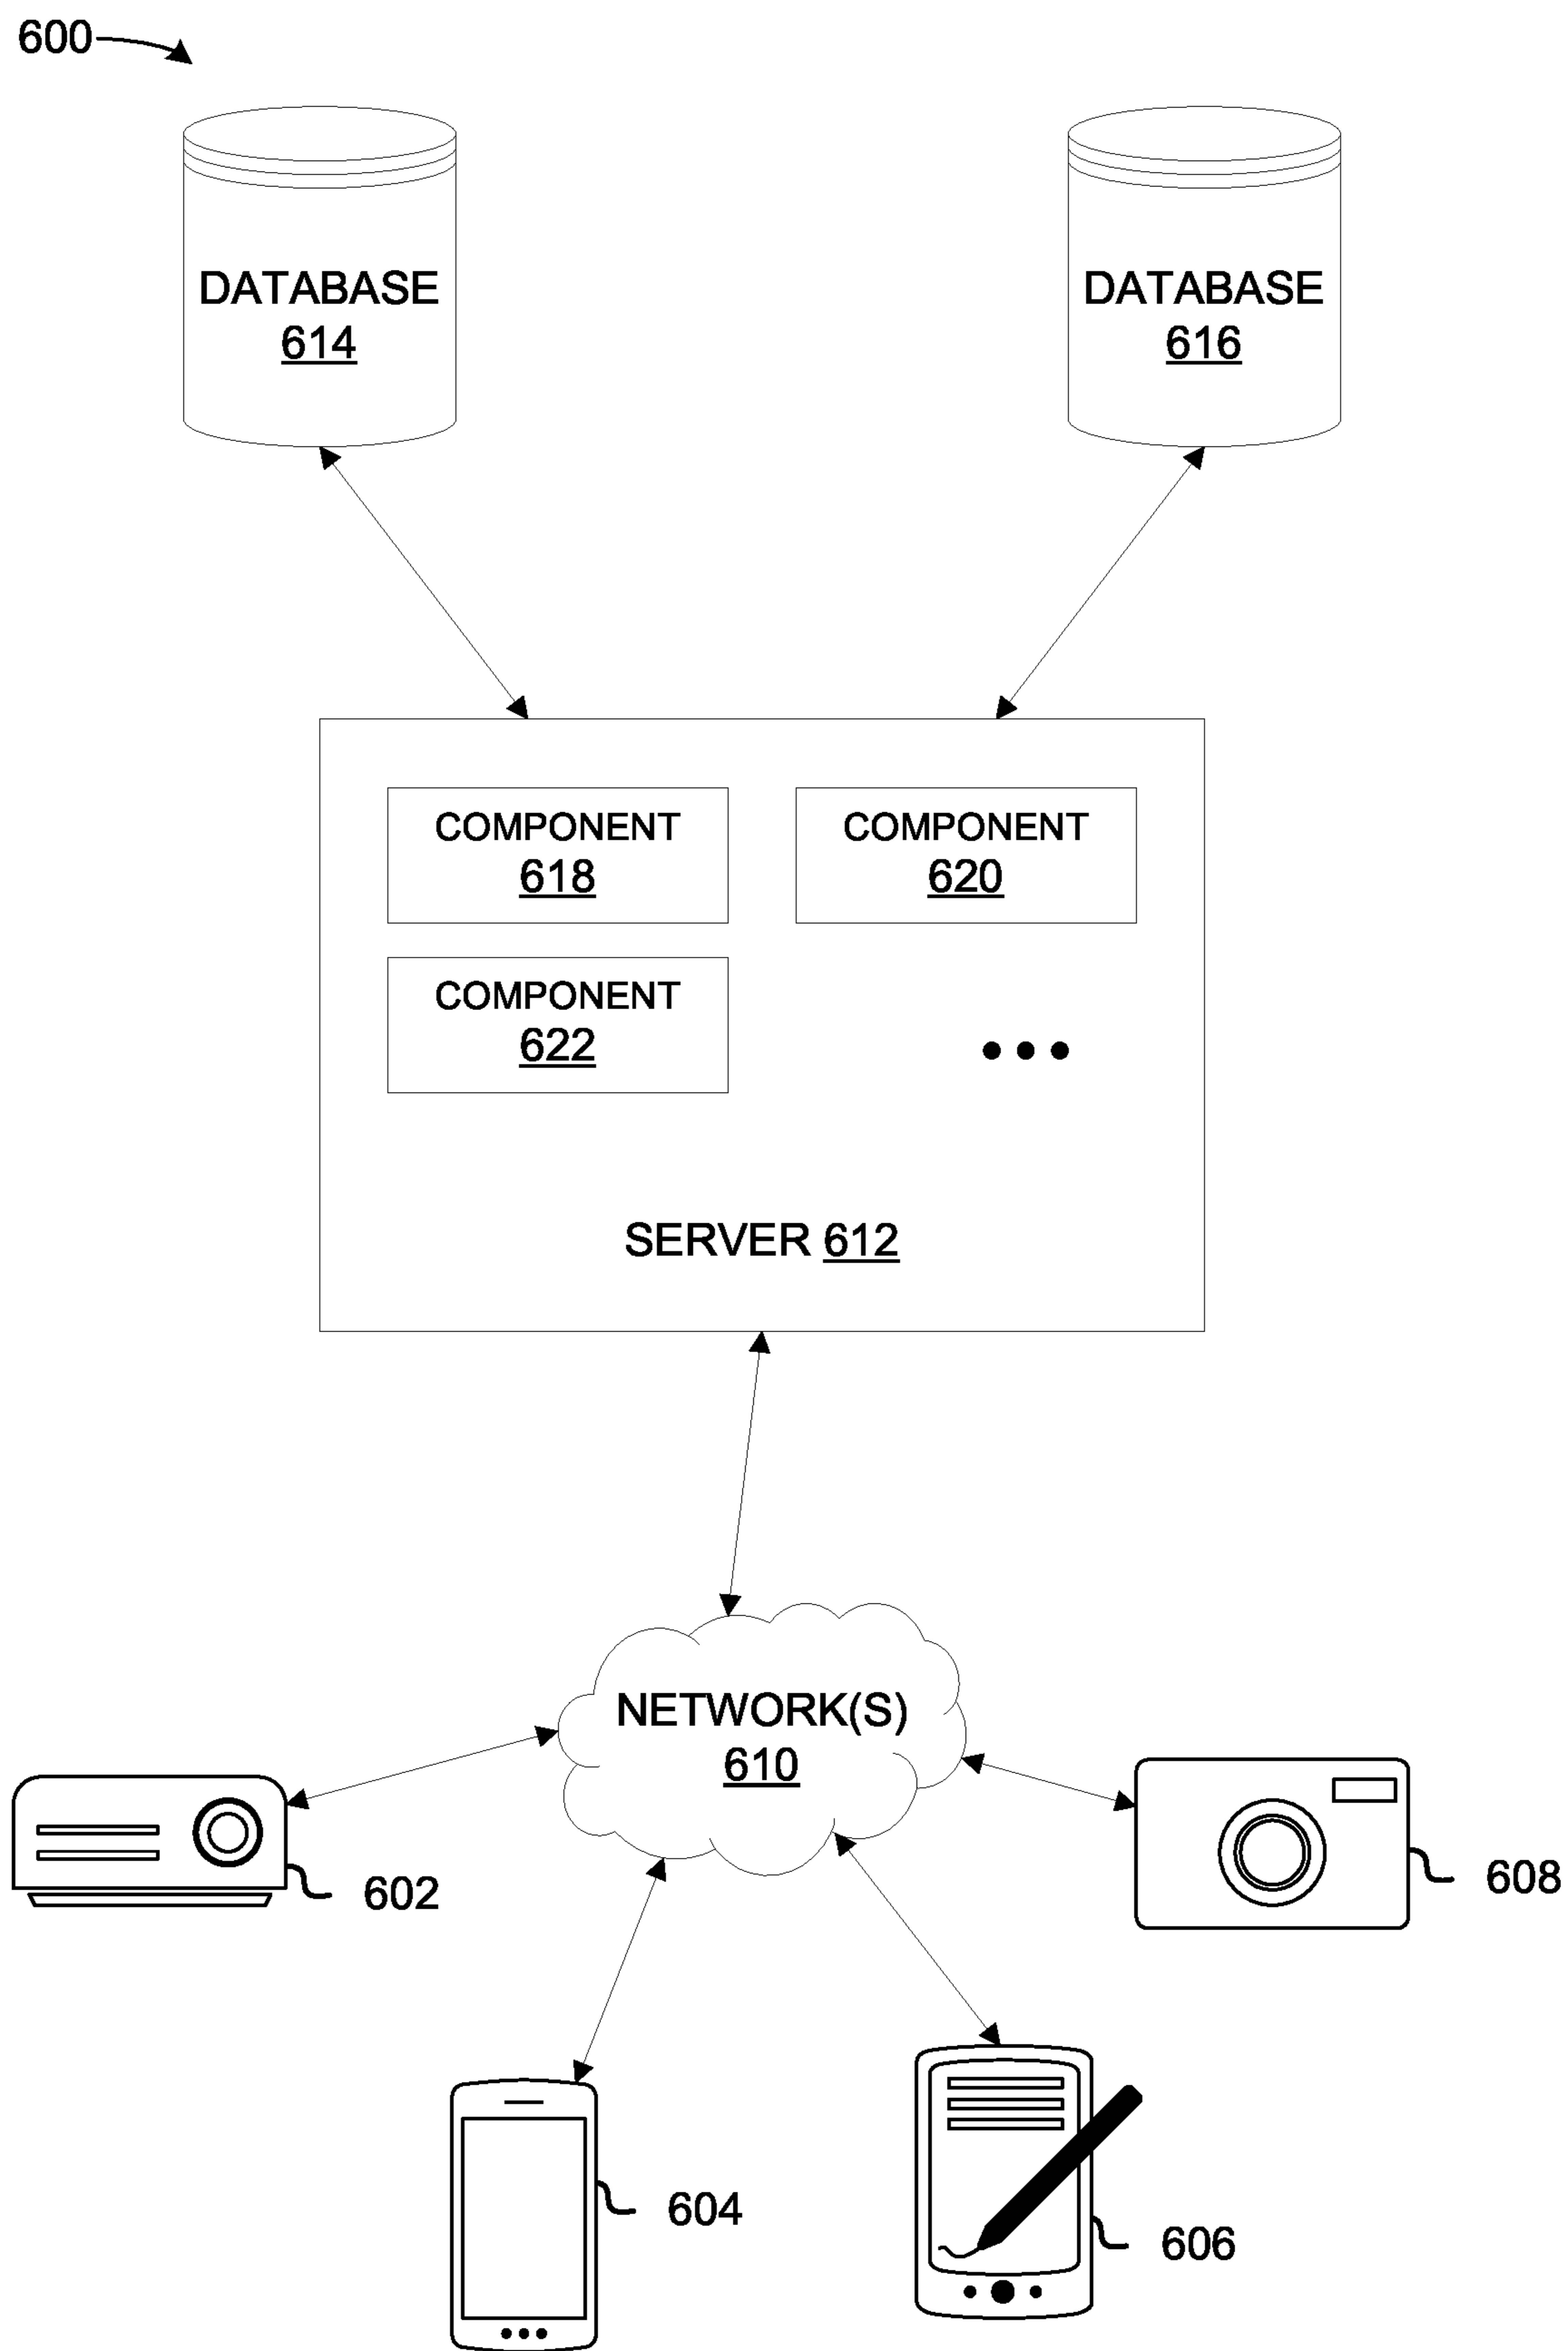 600
DATABASE
614
DATABASE
616
COMPONENT
618
COMPONENT
620
COMPONENT
622
SERVER 612
NETWORK(S)
610
602
608
604
606